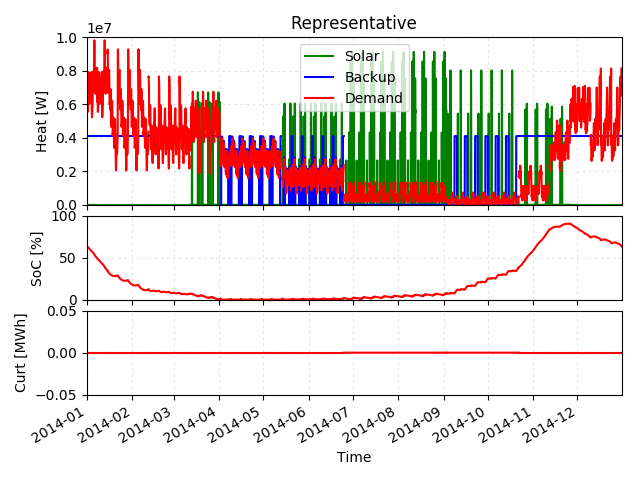 Representative
1e7
1.0
0.8
0.6
0.4
0.2
0.0
Heat [W]
Solar
Backup
Demand
100
50
0
SoC [%]
0.05
0.00
−0.05
Curt [MWh]
2014-01
2014-02
2014-03
2014-04
2014-05
2014-06
2014-07
2014-08
2014-09
2014-10
2014-11
2014-12
Time